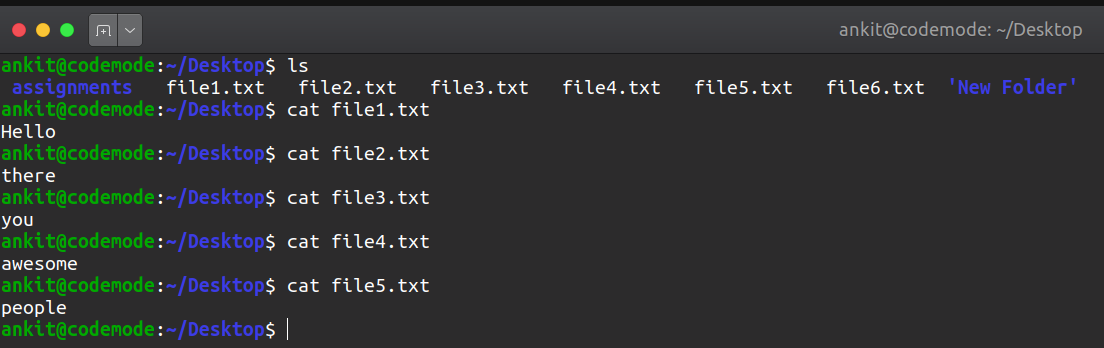 ankit@codemode: ~/Desktop
ankit@codemode:~/Desktop$ ls
assignments file1.txt file2.txt file3.txt file4.txt file5.txt file6.txt 'New Folder'
ankit@codemode:~/Desktop$ cat file1.txt
Hello
ankit@codemode:~/Desktop$ cat file2.txt
there
ankit@codemode:~/Desktop$ cat file3.txt
you
ankit@codemode:~/Desktop$ cat file4.txt
awesome
ankit@codemode:~/Desktop$ cat file5.txt
people
ankit@codemode:~/Desktop$